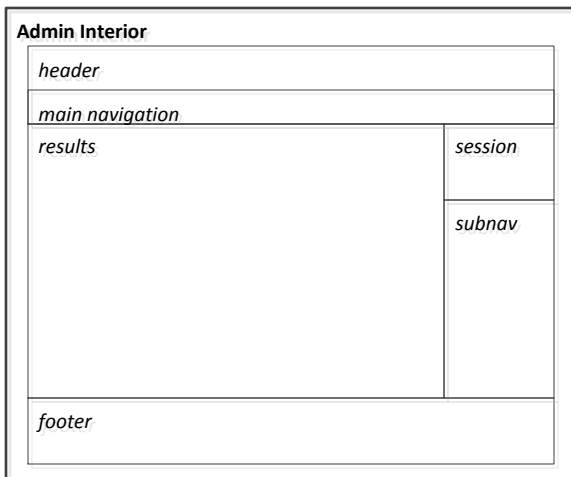 Admin Interior
header
main navigation
results
session
subnav
footer